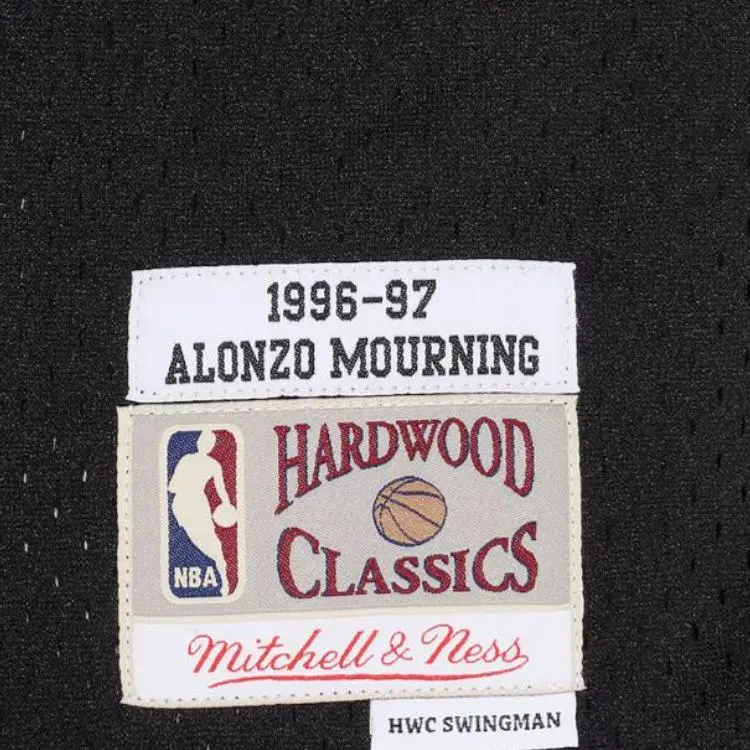 1996-97
ALONZO MOURNING
HARDWOOD
CLASSICS
NBA
Mitchell & Ness
HWC SWINGMAN